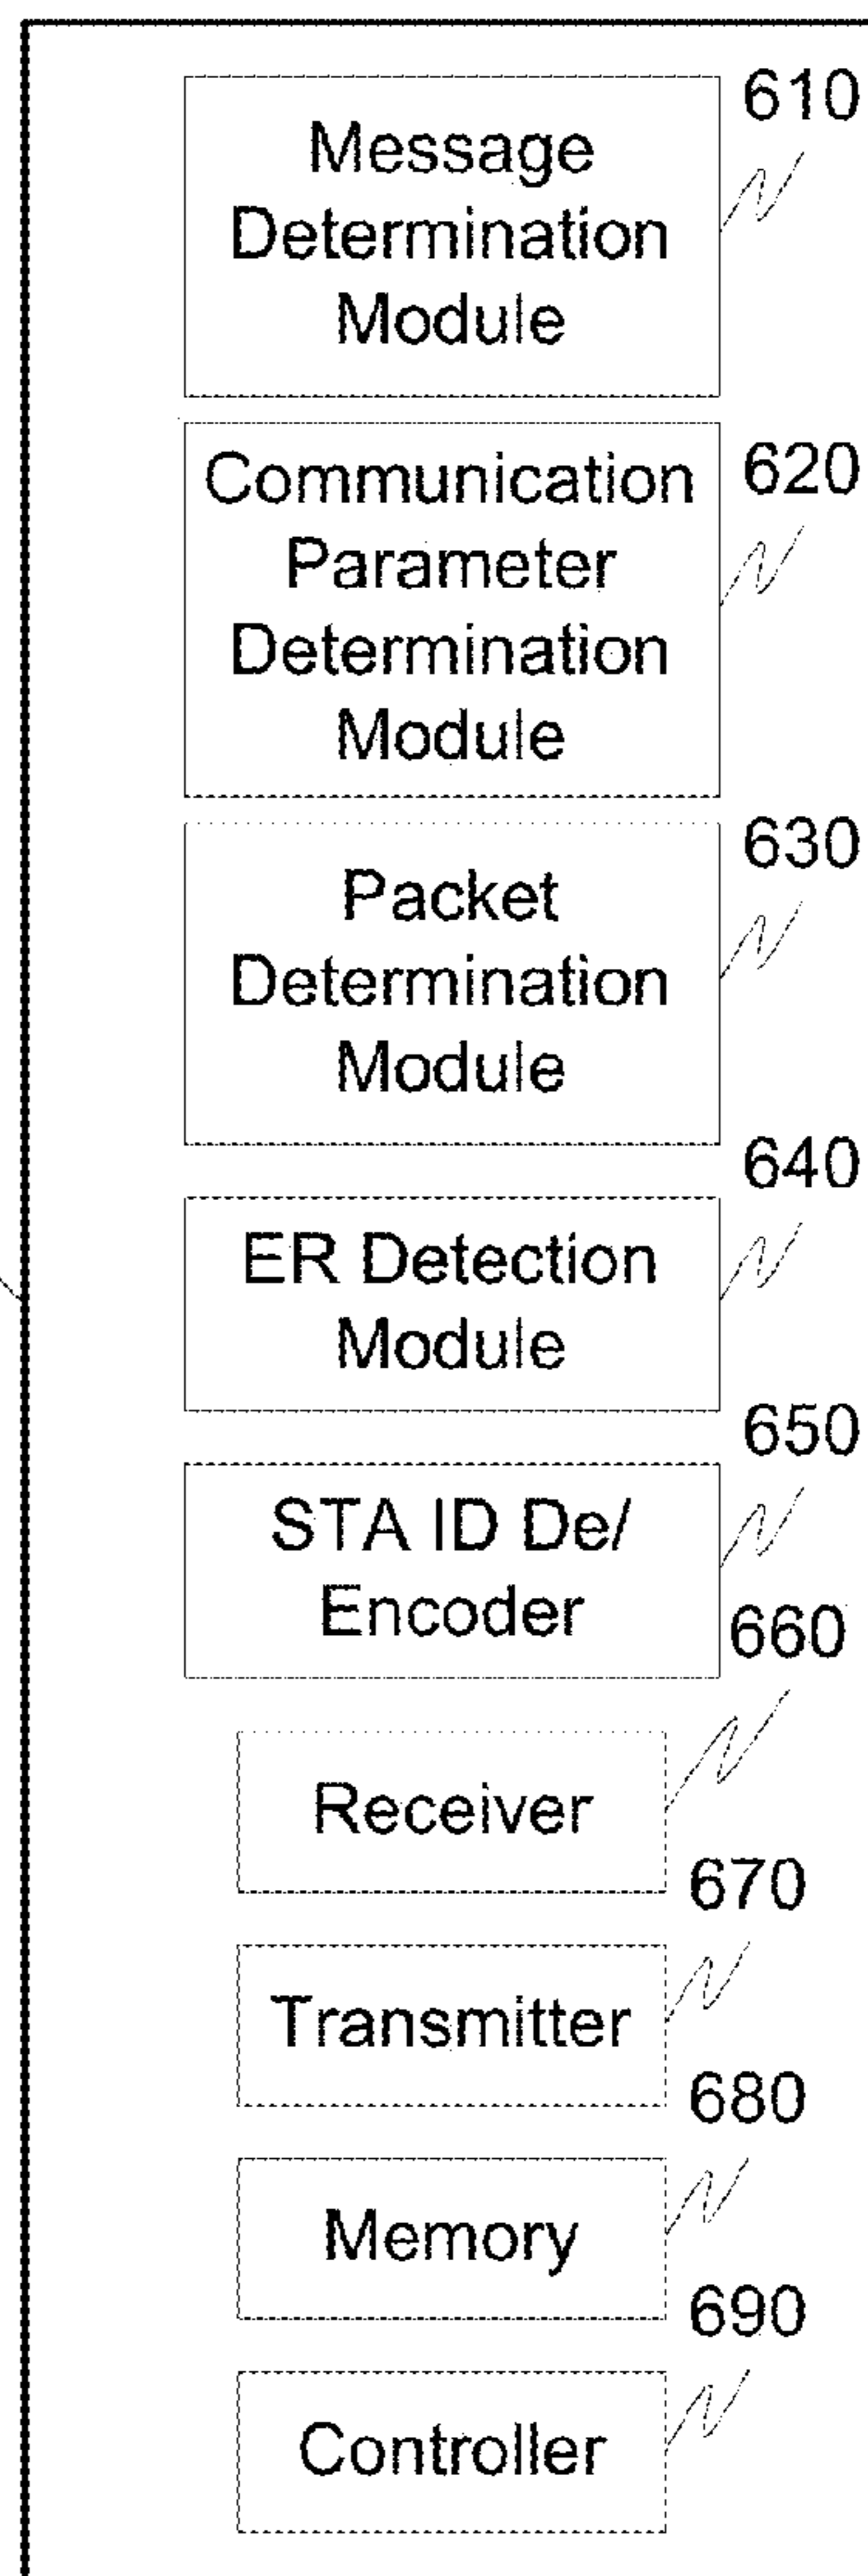 610
Message
Determination
Module
620
Communication
Parameter
Determination
Module
630
Packet
Determination
Module
640
ER Detection
Module
650
STA ID De/
Encoder
660
Receiver
670
Transmitter
680
Memory
690
Controller